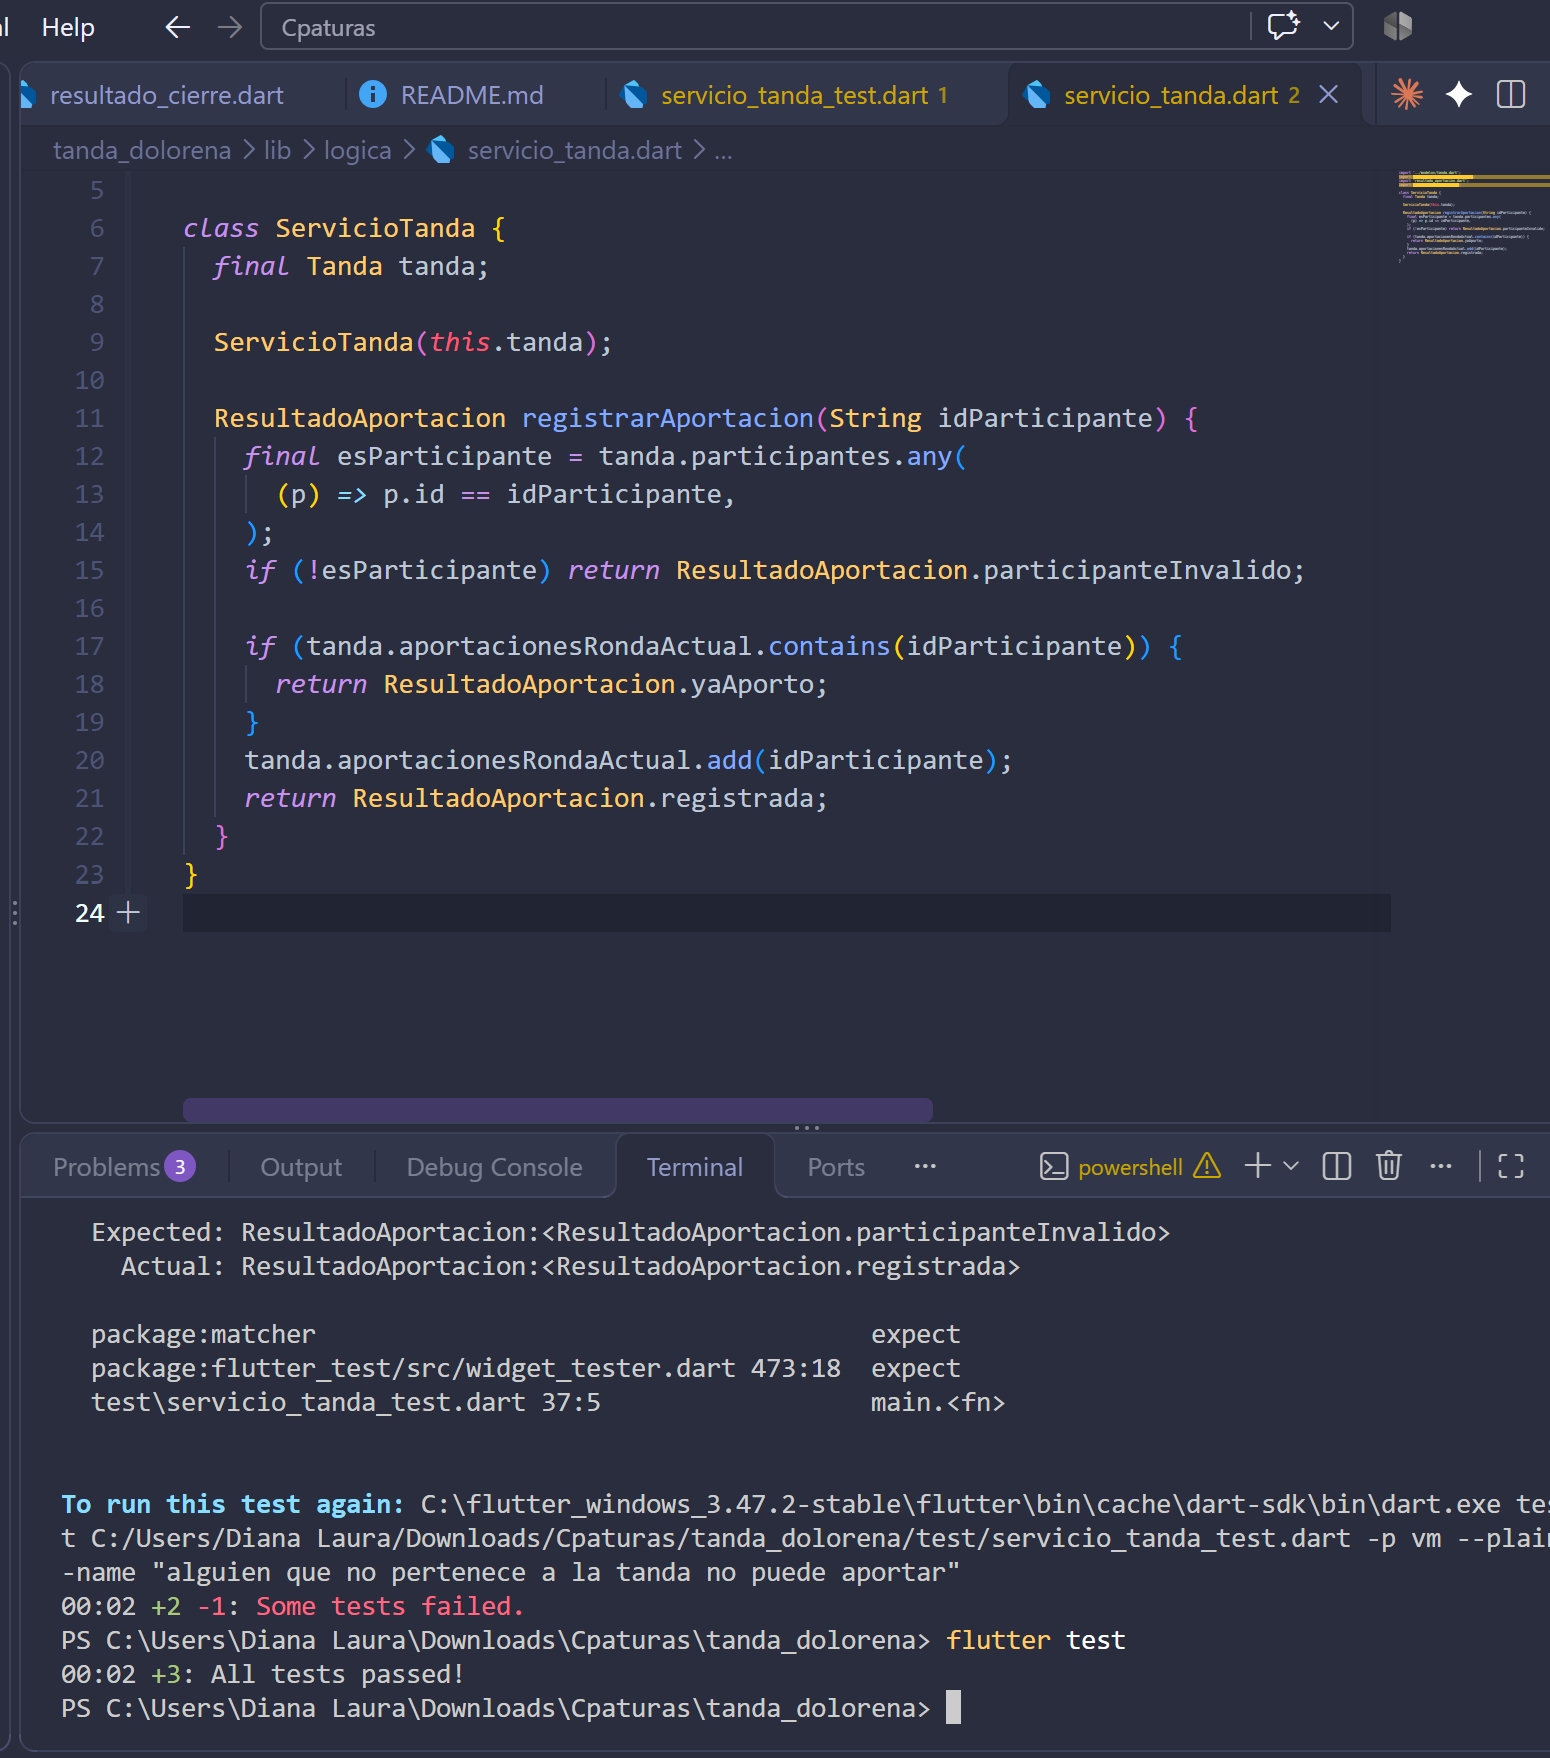 Help
Cpaturas
resultado_cierre.dart
README.md
servicio_tanda_test.dart 1
servicio_tanda.dart 2
tanda_dolorena > lib > logica > servicio_tanda.dart > ...
5
6 class ServicioTanda {
7 final Tanda tanda;
8
9 ServicioTanda(this.tanda);
10
11 ResultadoAportacion registrarAportacion(String idParticipante) {
12 final esParticipante = tanda.participantes.any(
13 (p) => p.id == idParticipante,
14 );
15 if (!esParticipante) return ResultadoAportacion.participanteInvalido;
16
17 if (tanda.aportacionesRondaActual.contains(idParticipante)) {
18 return ResultadoAportacion.yaAporto;
19 }
20 tanda.aportacionesRondaActual.add(idParticipante);
21 return ResultadoAportacion.registrada;
22 }
23 }
24
Problems 3 Output Debug Console Terminal Ports ... powershell
Expected: ResultadoAportacion:<ResultadoAportacion.participanteInvalido>
Actual: ResultadoAportacion:<ResultadoAportacion.registrada>
package:matcher expect
package:flutter_test/src/widget_tester.dart 473:18 expect
test\servicio_tanda_test.dart 37:5 main.<fn>
To run this test again: C:\flutter_windows_3.47.2-stable\flutter\bin\cache\dart-sdk\bin\dart.exe tes
t C:/Users/Diana Laura/Downloads/Cpaturas/tanda_dolorena/test/servicio_tanda_test.dart -p vm --plain
-name "alguien que no pertenece a la tanda no puede aportar"
00:02 +2 -1: Some tests failed.
PS C:\Users\Diana Laura\Downloads\Cpaturas\tanda_dolorena> flutter test
00:02 +3: All tests passed!
PS C:\Users\Diana Laura\Downloads\Cpaturas\tanda_dolorena>